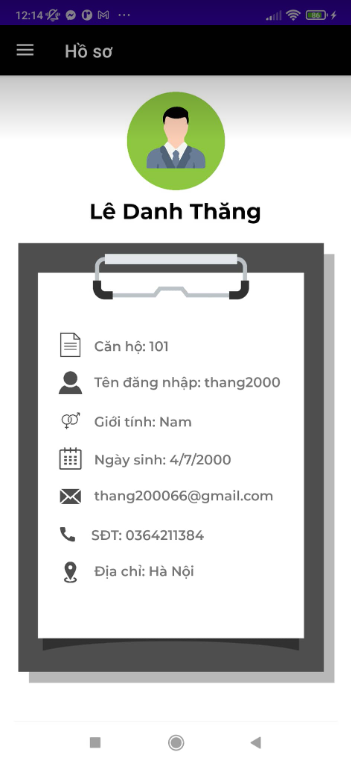 12:14
86
Hồ sơ
Lê Danh Thăng
Căn hộ: 101
Tên đăng nhập: thang2000
Giới tính: Nam
Ngày sinh: 4/7/2000
thang200066@gmail.com
SĐT: 0364211384
Địa chỉ: Hà Nội